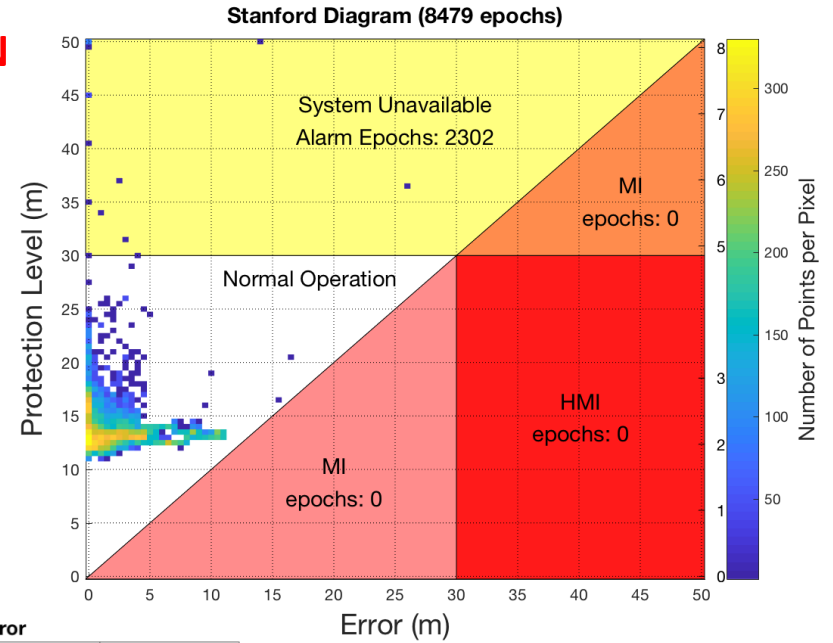 Stanford Diagram (8479 epochs)
50
45
40
35
30
25
20
15
10
5
0
Protection Level (m)
System Unavailable
Alarm Epochs: 2302
MI
epochs: 0
Normal Operation
HMI
epochs: 0
MI
epochs: 0
0 5 10 15 20 25 30 35 40 45 50
Error (m)
8
7
6
5
3
2
1
0
300
250
200
150
100
50
Number of Points per Pixel